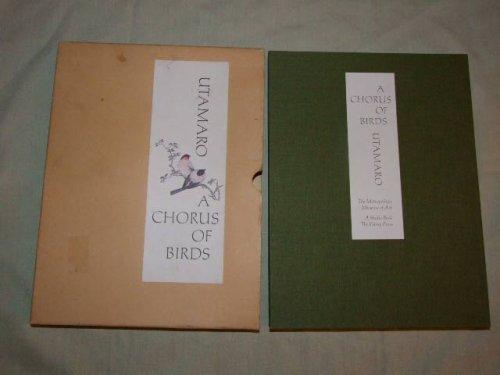 UTAMARO
A
CHORUS
OF
BIRDS
A
CHORUS
OF
BIRDS
UTAMARO
The Metropolitan
Museum of Art
A Studio Book
The Viking Press